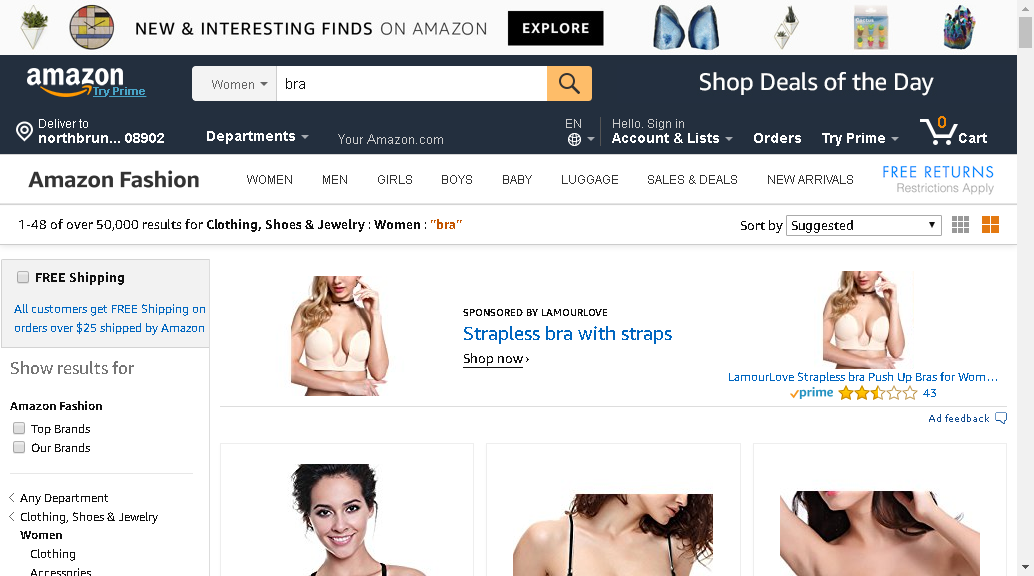 NEW & INTERESTING FINDS ON AMAZON
EXPLORE
Cactus
amazon
Try Prime
Women
bra
Shop Deals of the Day
Deliver to
northbrun... 08902
Departments
Your Amazon.com
EN
Hello. Sign in
Account & Lists
Orders
Try Prime
0
Cart
Amazon Fashion
WOMEN
MEN
GIRLS
BOYS
BABY
LUGGAGE
SALES & DEALS
NEW ARRIVALS
FREE RETURNS
Restrictions Apply
1-48 of over 50,000 results for Clothing, Shoes & Jewelry : Women : "bra"
Sort by Suggested
FREE Shipping
All customers get FREE Shipping on
orders over $25 shipped by Amazon
Show results for
Amazon Fashion
Top Brands
Our Brands
Any Department
Clothing, Shoes & Jewelry
Women
Clothing
Accessories
SPONSORED BY LAMOURLOVE
Strapless bra with straps
Shop now ›
LamourLove Strapless bra Push Up Bras for Wom...
prime
43
Ad feedback